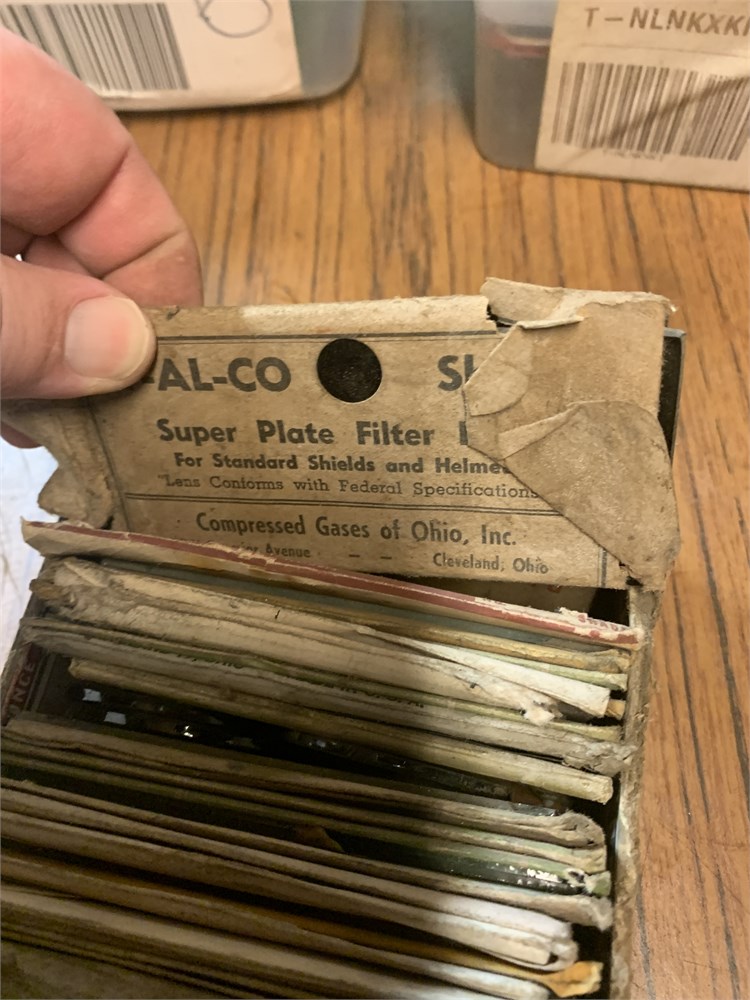 T-NLNKXK
-AL-CO
Super Plate Filter
For Standard Shields and Helme
"Lens Conforms with Federal Specifications
Compressed Gases of Ohio, Inc.
Avenue - - Cleveland, Ohio